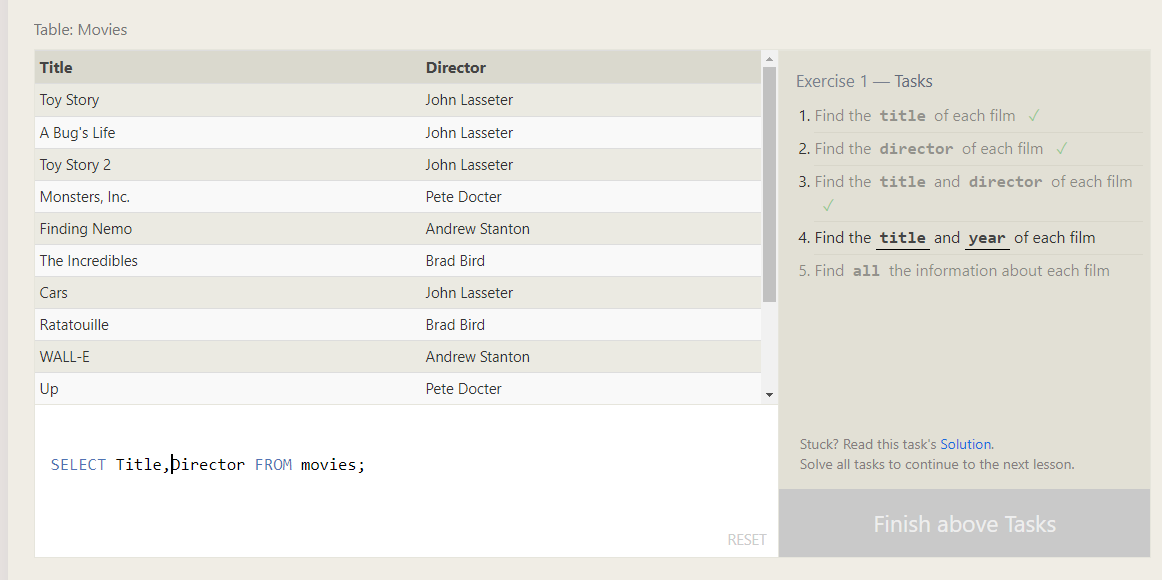 Table: Movies
Title Director
Toy Story John Lasseter
A Bug's Life John Lasseter
Toy Story 2 John Lasseter
Monsters, Inc. Pete Docter
Finding Nemo Andrew Stanton
The Incredibles Brad Bird
Cars John Lasseter
Ratatouille Brad Bird
WALL-E Andrew Stanton
Up Pete Docter
SELECT Title,Director FROM movies;
RESET
Exercise 1 — Tasks
1. Find the title of each film ✓
2. Find the director of each film ✓
3. Find the title and director of each film
✓
4. Find the title and year of each film
5. Find all the information about each film
Stuck? Read this task's Solution.
Solve all tasks to continue to the next lesson.
Finish above Tasks